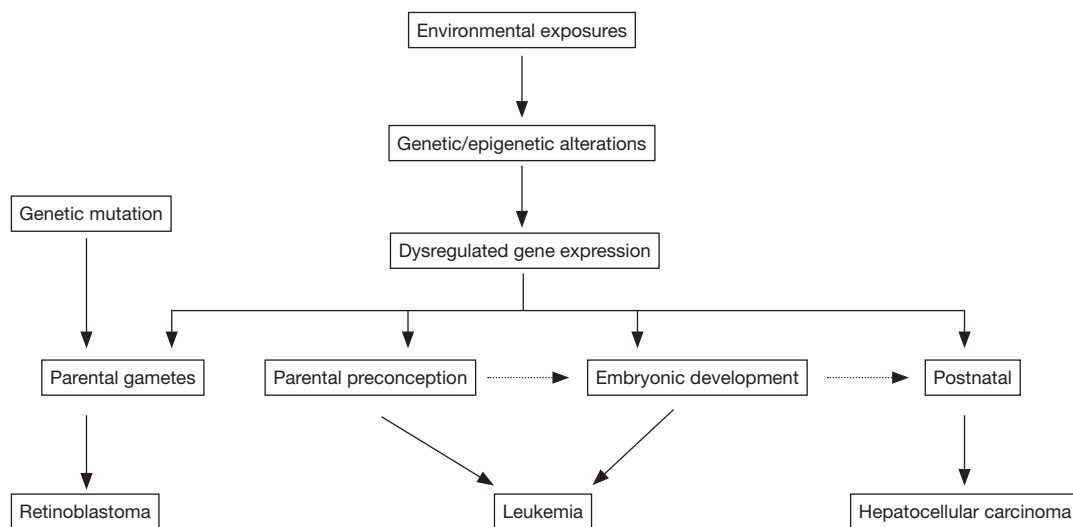 Environmental exposures
Genetic/epigenetic alterations
Genetic mutation
Dysregulated gene expression
Parental gametes
Parental preconception
Embryonic development
Postnatal
Retinoblastoma
Leukemia
Hepatocellular carcinoma